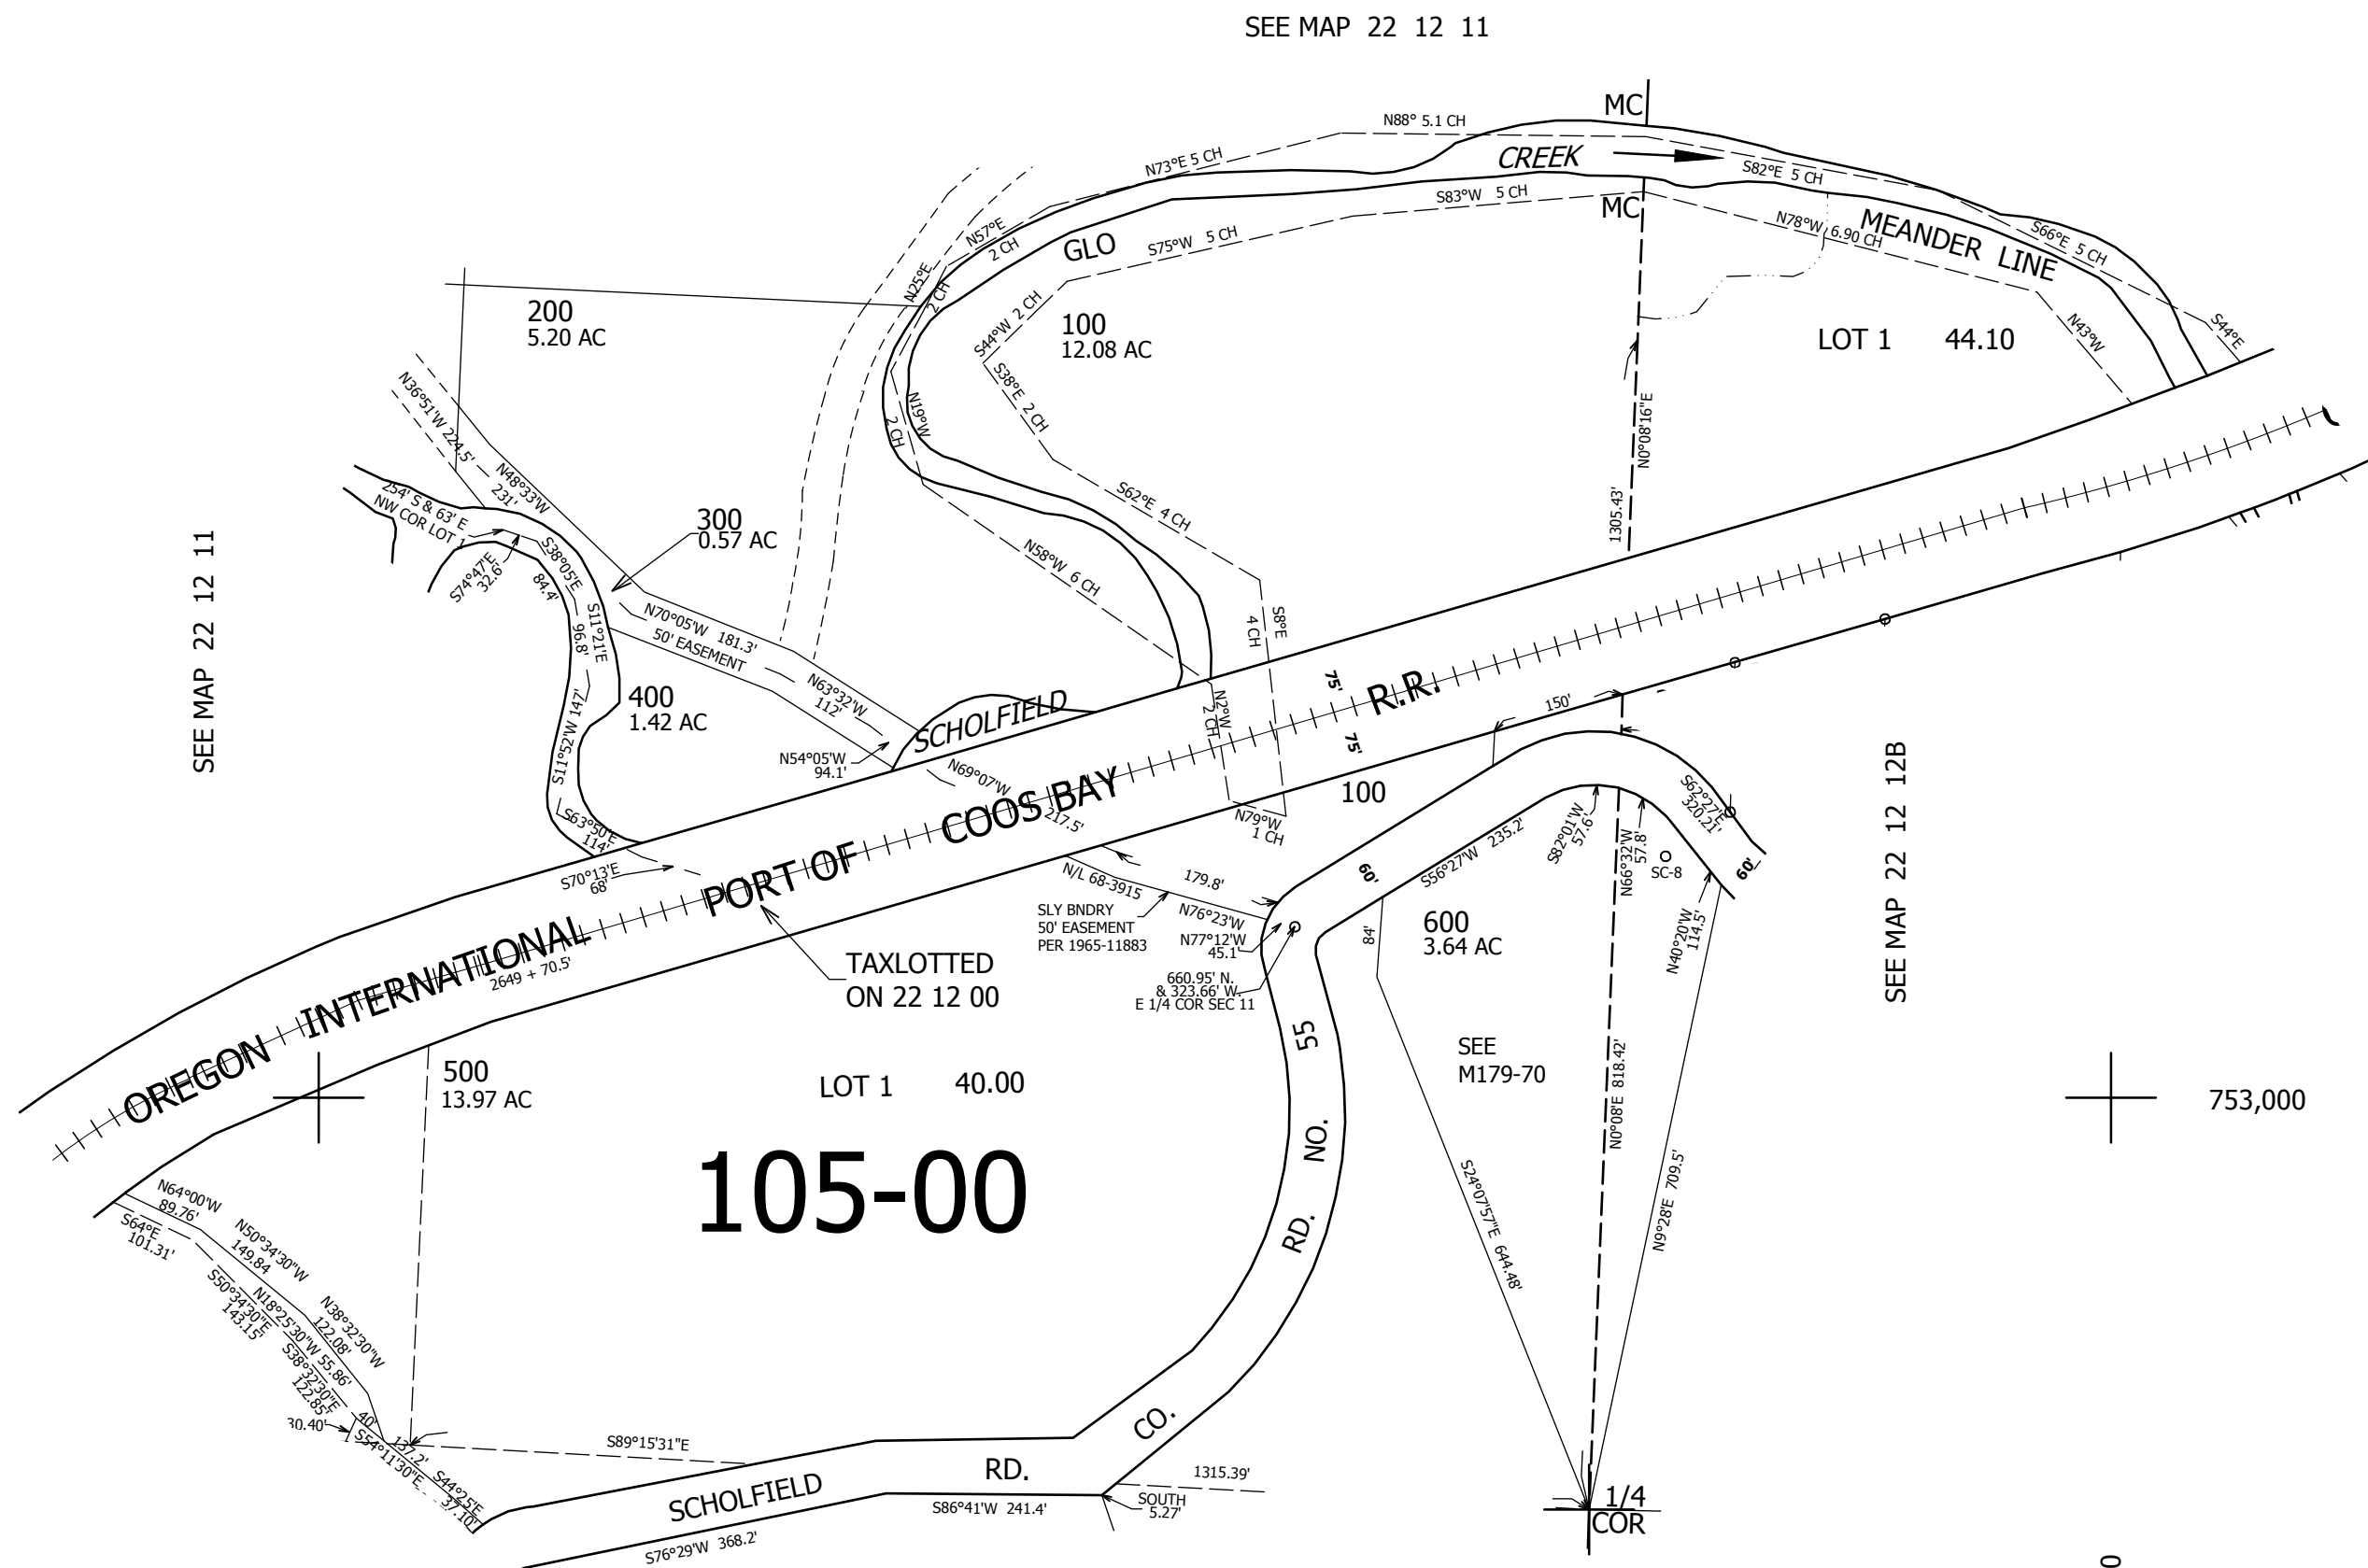 SEE MAP 22 12 11
MC
CREEK
N88° 5.1 CH
N73°E 5 CH
S82°E 5 CH
S83°W 5 CH
MC
N78°W 6.90 CH
MEANDER LINE
S66°E 5 CH
N57°E
2 CH
GLO
S75°W 5 CH
N25°E
2 CH
S44°W 2 CH
200
5.20 AC
100
12.08 AC
LOT 1 44.10
N43°W
S44°E
N36°51'W 224.5'
S38°E 2 CH
N19°W
2 CH
N0°08'16"E
1305.43'
N48°33'W
231'
254' S & 63' E
NW COR LOT 1
S62°E 4 CH
300
0.57 AC
SEE MAP 22 12 11
S74°47'E
32.6'
S38°05'E
84.4'
N58°W 6 CH
S11°21'E
96.8'
N70°05'W 181.3'
50' EASEMENT
S8°E
4 CH
400
1.42 AC
N63°32'W
112'
SCHOLFIELD
N2°W
2 CH
75'
R.R.
75'
150'
S11°52'W 147'
N54°05'W
94.1'
N69°07'W
217.5'
100
SEE MAP 22 12 12B
S63°50'E
114'
COOS BAY
N79°W
1 CH
S62°27'E
320.21'
S82°01'W
57.6'
S56°27'W 235.2'
N66°32'W
57.8'
SC-8
60'
60'
S70°13'E
68'
PORT OF
N/L 68-3915
179.8'
SLY BNDRY
50' EASEMENT
PER 1965-11883
N76°23'W
N77°12'W
45.1'
84'
600
3.64 AC
N40°20'W
114.5'
OREGON INTERNATIONAL
2649 + 70.5'
TAXLOTTED
ON 22 12 00
660.95' N.
& 323.66' W.
E 1/4 COR SEC 11
SEE
M179-70
500
13.97 AC
LOT 1 40.00
55
N0°08'E 818.42'
753,000
105-00
NO.
S24°07'57"E 644.48'
N9°28'E 709.5'
N64°00'W
89.76'
S64°E
101.31'
N50°34'30"W
149.84
RD.
S50°34'30"E
143.15'
N18°25'30"W 55.86'
N38°32'30"W
122.08'
S38°32'30"E
122.85'
30.40'
40'
137.2'
S54°11'30"E
S44°25'E
37.10'
S89°15'31"E
CO.
SCHOLFIELD
RD.
1315.39'
S86°41'W 241.4'
SOUTH
5.27'
S76°29'W 368.2'
1/4
COR
0